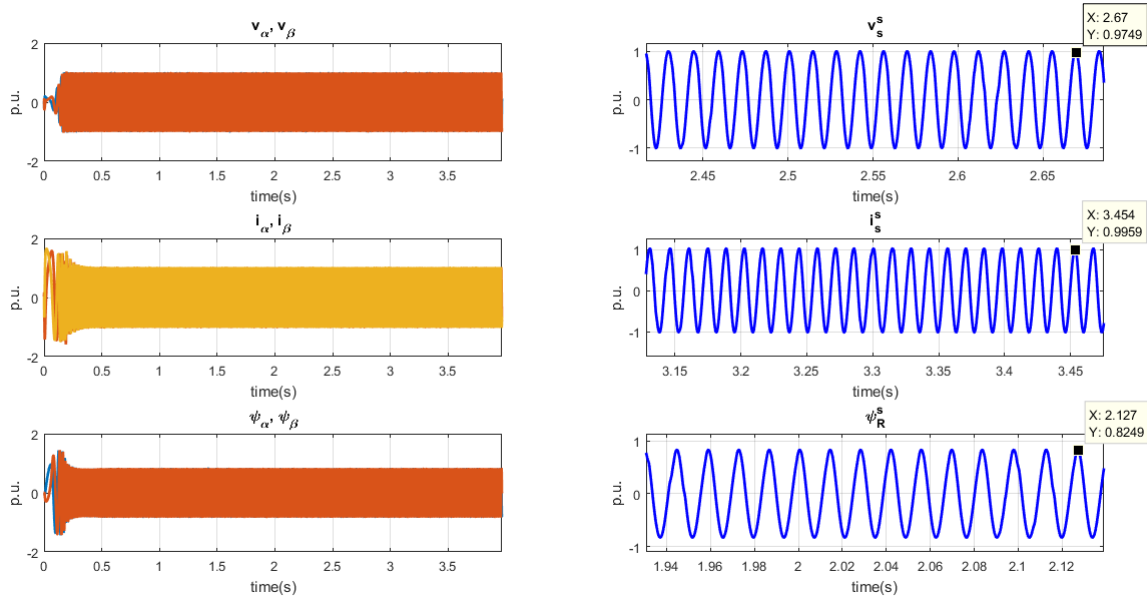 v_α, v_β
2
0
-2
p.u.
0 0.5 1 1.5 2 2.5 3 3.5
time(s)
v_s^s
X: 2.67
Y: 0.9749
1
0
-1
p.u.
2.45 2.5 2.55 2.6 2.65
time(s)
i_α, i_β
2
0
-2
p.u.
0 0.5 1 1.5 2 2.5 3 3.5
time(s)
i_s^s
X: 3.454
Y: 0.9959
1
0
-1
p.u.
3.15 3.2 3.25 3.3 3.35 3.4 3.45
time(s)
ψ_α, ψ_β
2
0
-2
p.u.
0 0.5 1 1.5 2 2.5 3 3.5
time(s)
ψ_R^s
X: 2.127
Y: 0.8249
1
0
-1
p.u.
1.94 1.96 1.98 2 2.02 2.04 2.06 2.08 2.1 2.12
time(s)